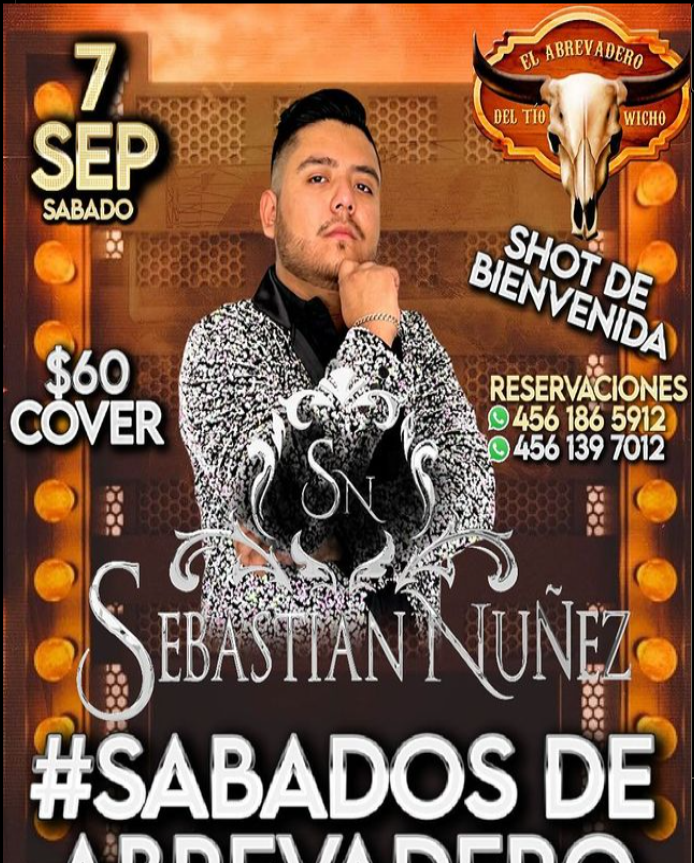 7
SEP
SABADO
EL ABREVADERO
DEL TÍO WICHO
SHOT DE
BIENVENIDA
$60
COVER
RESERVACIONES
456 186 5912
456 139 7012
SN
SEBASTIAN NUÑEZ
#SABADOS DE
ABREVADERO